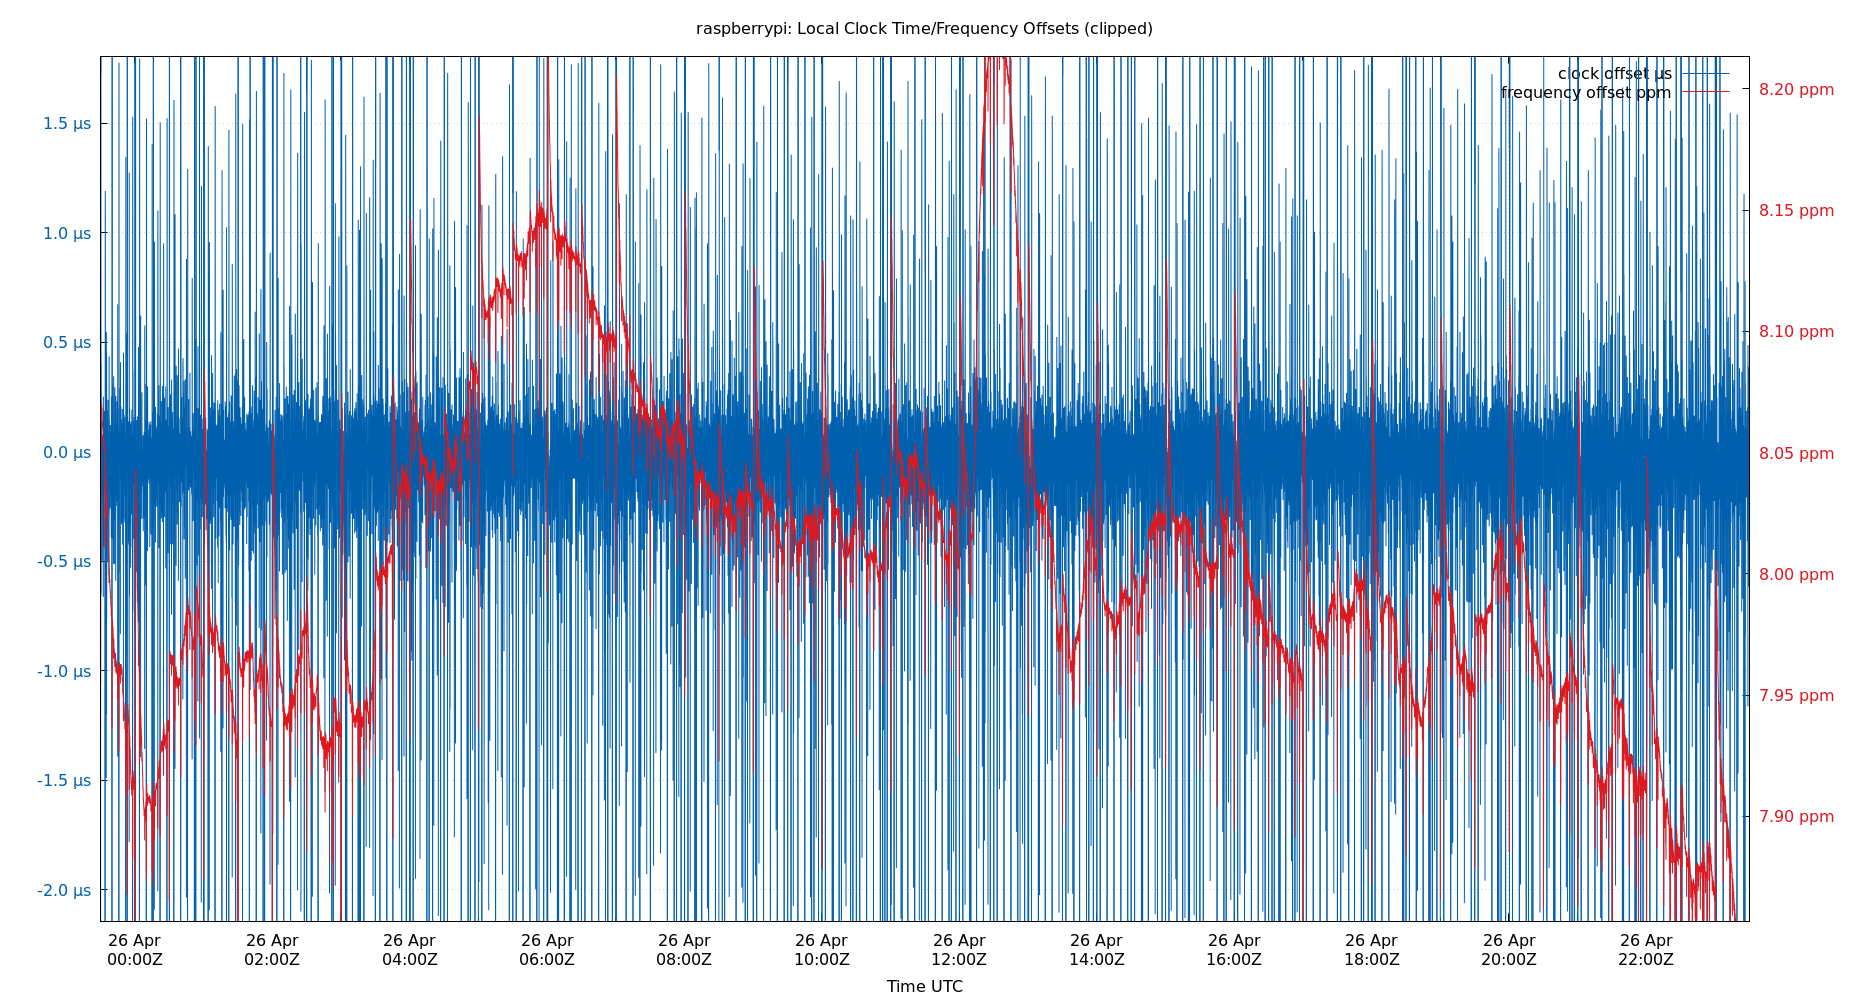 raspberrypi: Local Clock Time/Frequency Offsets (clipped)
clock offset µs
frequency offset ppm
1.5 µs
1.0 µs
0.5 µs
0.0 µs
-0.5 µs
-1.0 µs
-1.5 µs
-2.0 µs
8.20 ppm
8.15 ppm
8.10 ppm
8.05 ppm
8.00 ppm
7.95 ppm
7.90 ppm
26 Apr 26 Apr 26 Apr 26 Apr 26 Apr 26 Apr 26 Apr 26 Apr 26 Apr 26 Apr 26 Apr 26 Apr
00:00Z 02:00Z 04:00Z 06:00Z 08:00Z 10:00Z 12:00Z 14:00Z 16:00Z 18:00Z 20:00Z 22:00Z
Time UTC